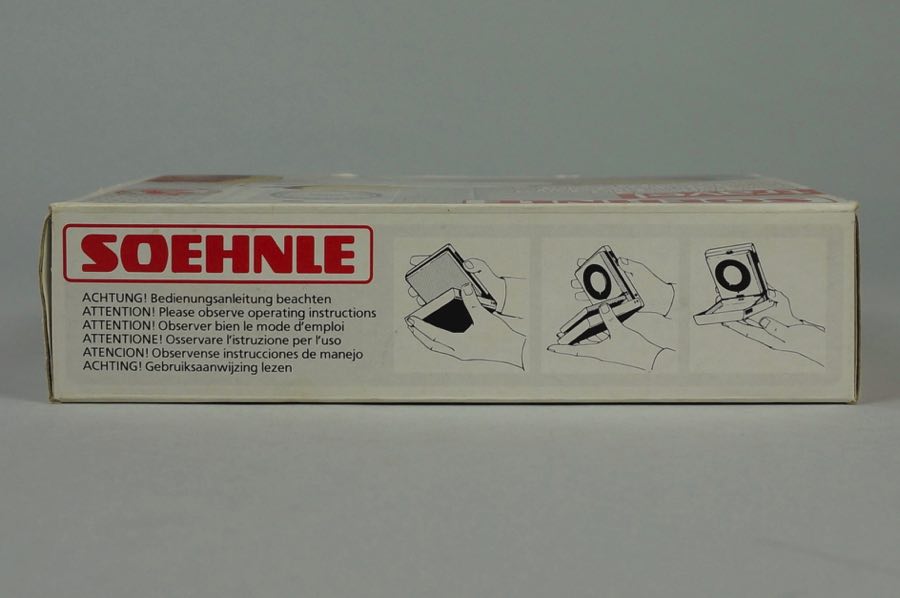 SOEHNLE
ACHTUNG! Bedienungsanleitung beachten
ATTENTION! Please observe operating instructions
ATTENTION! Observer bien le mode d'emploi
ATTENTIONE! Osservare l'istruzione per l'uso
ATENCION! Observense instrucciones de manejo
ACHTING! Gebruiksaanwijzing lezen